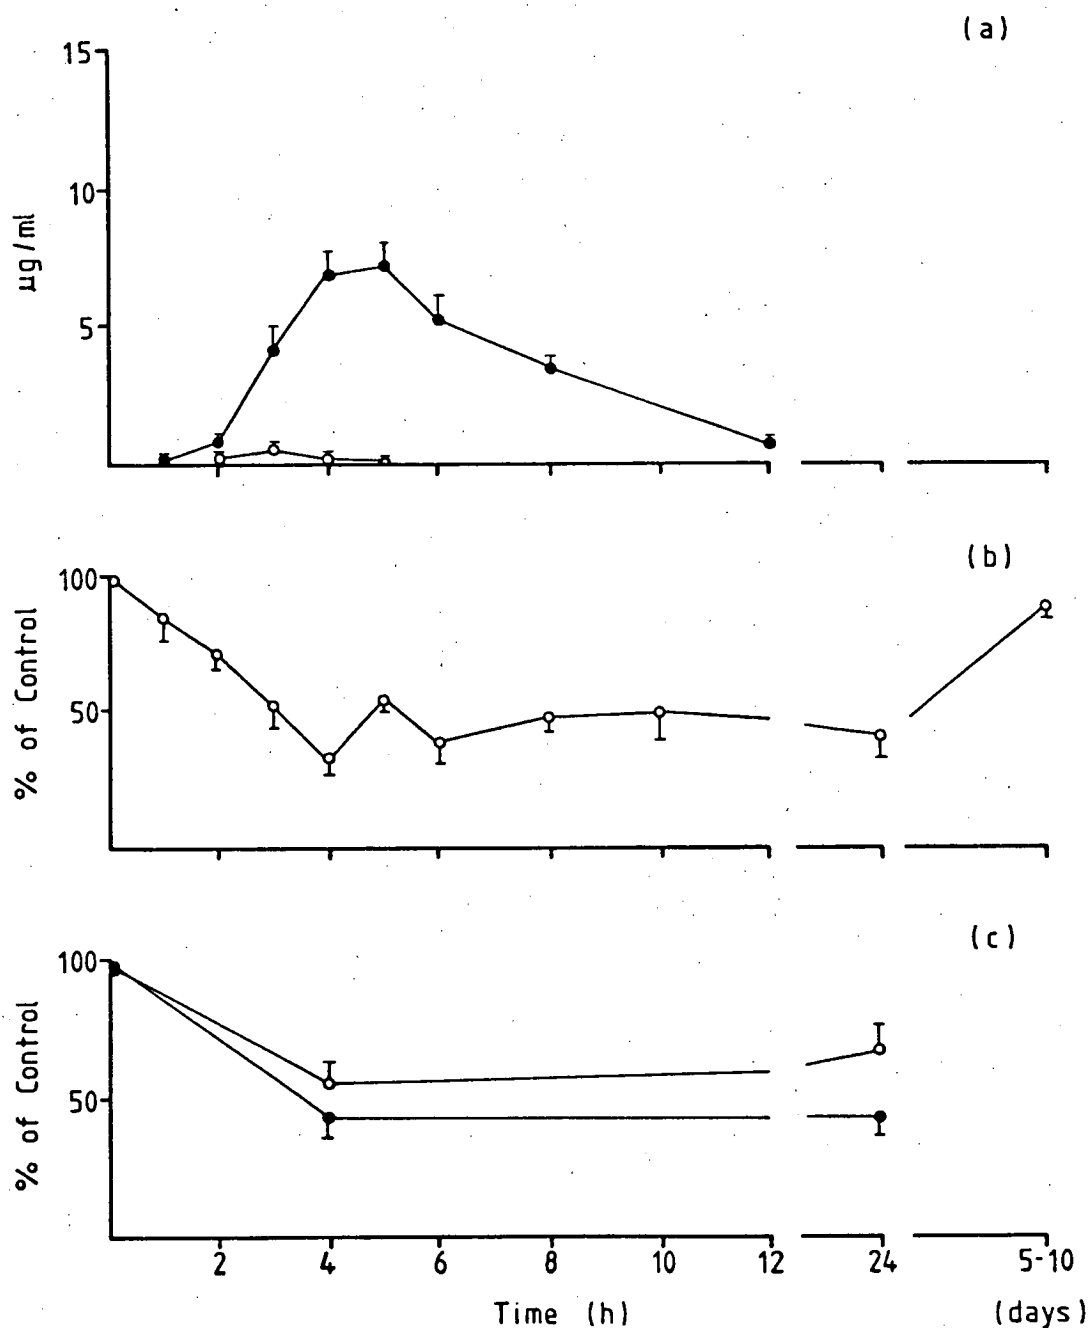 (a)
15
10
5
µg/ml
(b)
100
50
% of Control
(c)
100
50
% of Control
2 4 6 8 10 12 24 5-10
Time (h) (days)